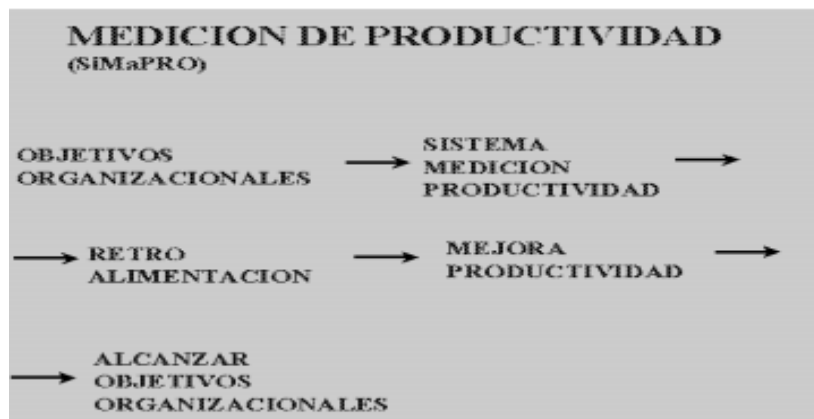 MEDICION DE PRODUCTIVIDAD
(SiMaPRO)
OBJETIVOS
ORGANIZACIONALES
SISTEMA
MEDICION
PRODUCTIVIDAD
RETRO
ALIMENTACION
MEJORA
PRODUCTIVIDAD
ALCANZAR
OBJETIVOS
ORGANIZACIONALES